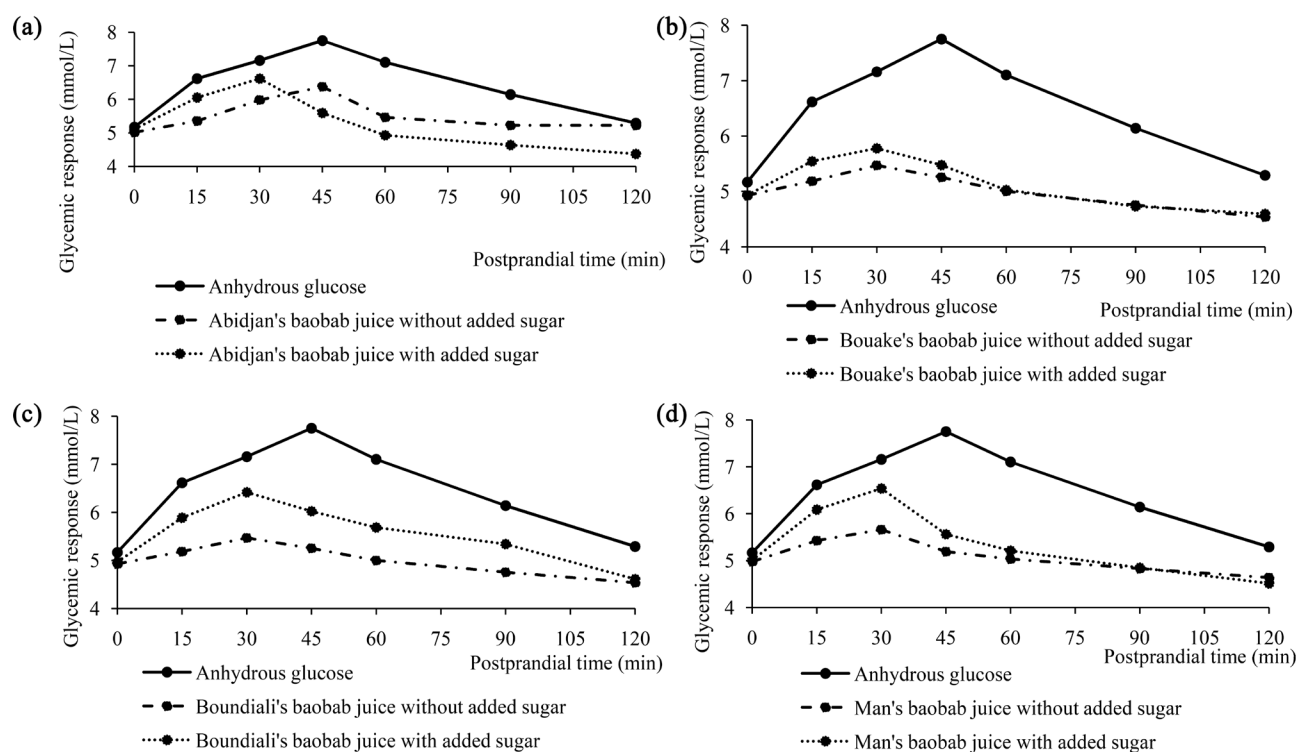 (a)
Glycemic response (mmol/L)
8
7
6
5
4
0 15 30 45 60 75 90 105 120
Postprandial time (min)
Anhydrous glucose
Abidjan's baobab juice without added sugar
Abidjan's baobab juice with added sugar
(b)
Glycemic response (mmol/L)
8
7
6
5
4
0 15 30 45 60 75 90 105 120
Postprandial time (min)
Anhydrous glucose
Bouake's baobab juice without added sugar
Bouake's baobab juice with added sugar
(c)
Glycemic response (mmol/L)
8
7
6
5
4
0 15 30 45 60 75 90 105 120
Postprandial time (min)
Anhydrous glucose
Boundiali's baobab juice without added sugar
Boundiali's baobab juice with added sugar
(d)
Glycemic response (mmol/L)
8
7
6
5
4
0 15 30 45 60 75 90 105 120
Postprandial time (min)
Anhydrous glucose
Man's baobab juice without added sugar
Man's baobab juice with added sugar